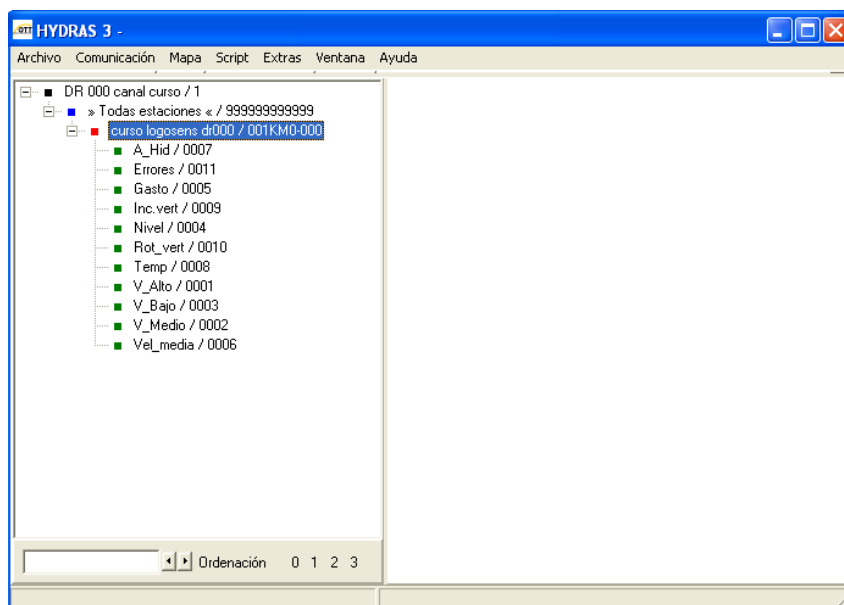 OTT HYDRAS 3 -
Archivo Comunicación Mapa Script Extras Ventana Ayuda
DR 000 canal curso / 1
» Todas estaciones « / 999999999999
curso logosens dr000 / 001KM0-000
A_Hid / 0007
Errores / 0011
Gasto / 0005
Inc.vert / 0009
Nivel / 0004
Rot_vert / 0010
Temp / 0008
V_Alto / 0001
V_Bajo / 0003
V_Medio / 0002
Vel_media / 0006
Ordenación 0 1 2 3